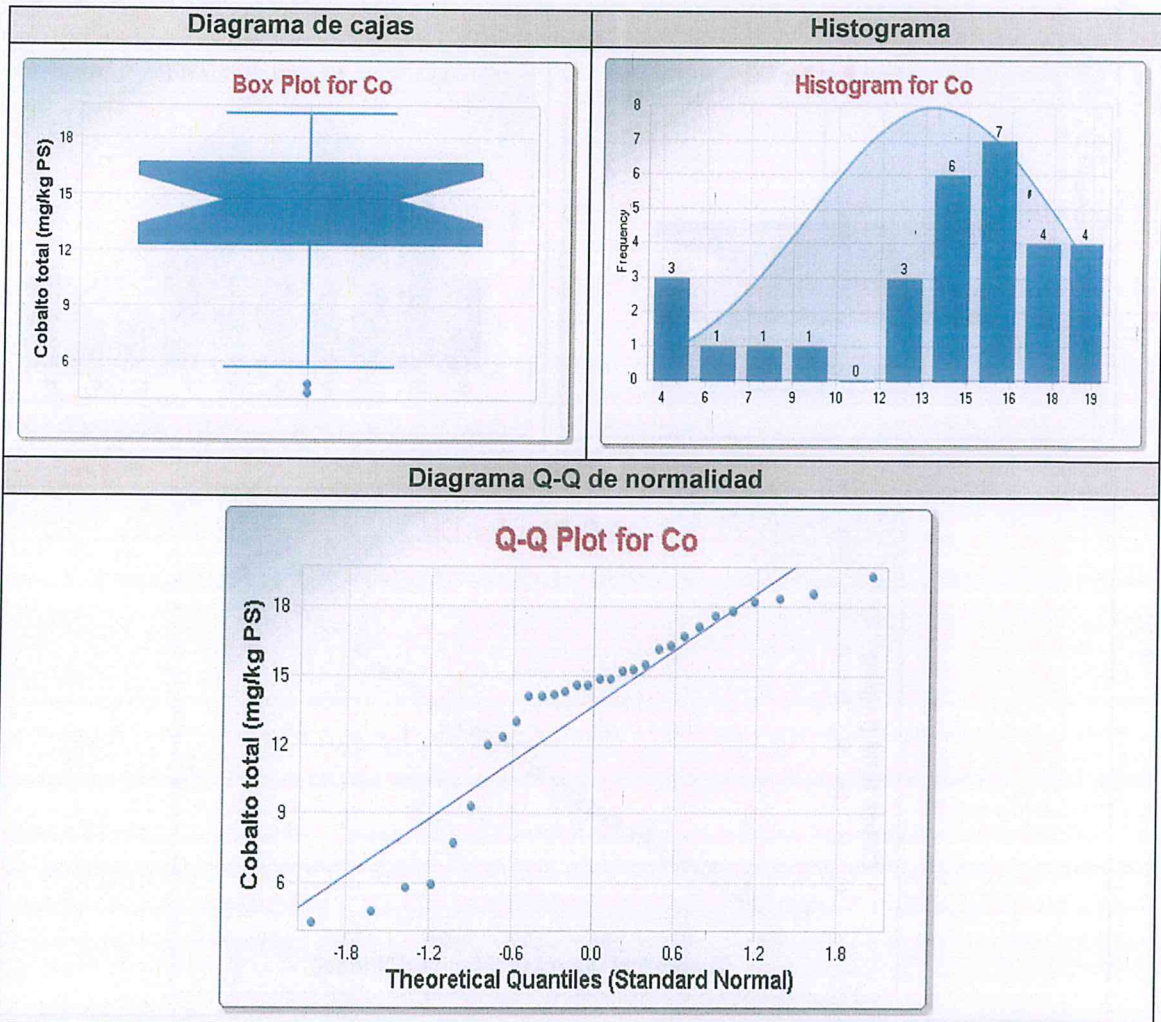 Diagrama de cajas
Histograma
Box Plot for Co
Cobalto total (mg/kg PS)
18
15
12
9
6
Histogram for Co
Frequency
8
7
6
5
4
3
2
1
0
3
1
1
1
0
3
6
7
4
4
4 6 7 9 10 12 13 15 16 18 19
Diagrama Q-Q de normalidad
Q-Q Plot for Co
Cobalto total (mg/kg PS)
18
15
12
9
6
-1.8 -1.2 -0.6 0.0 0.6 1.2 1.8
Theoretical Quantiles (Standard Normal)